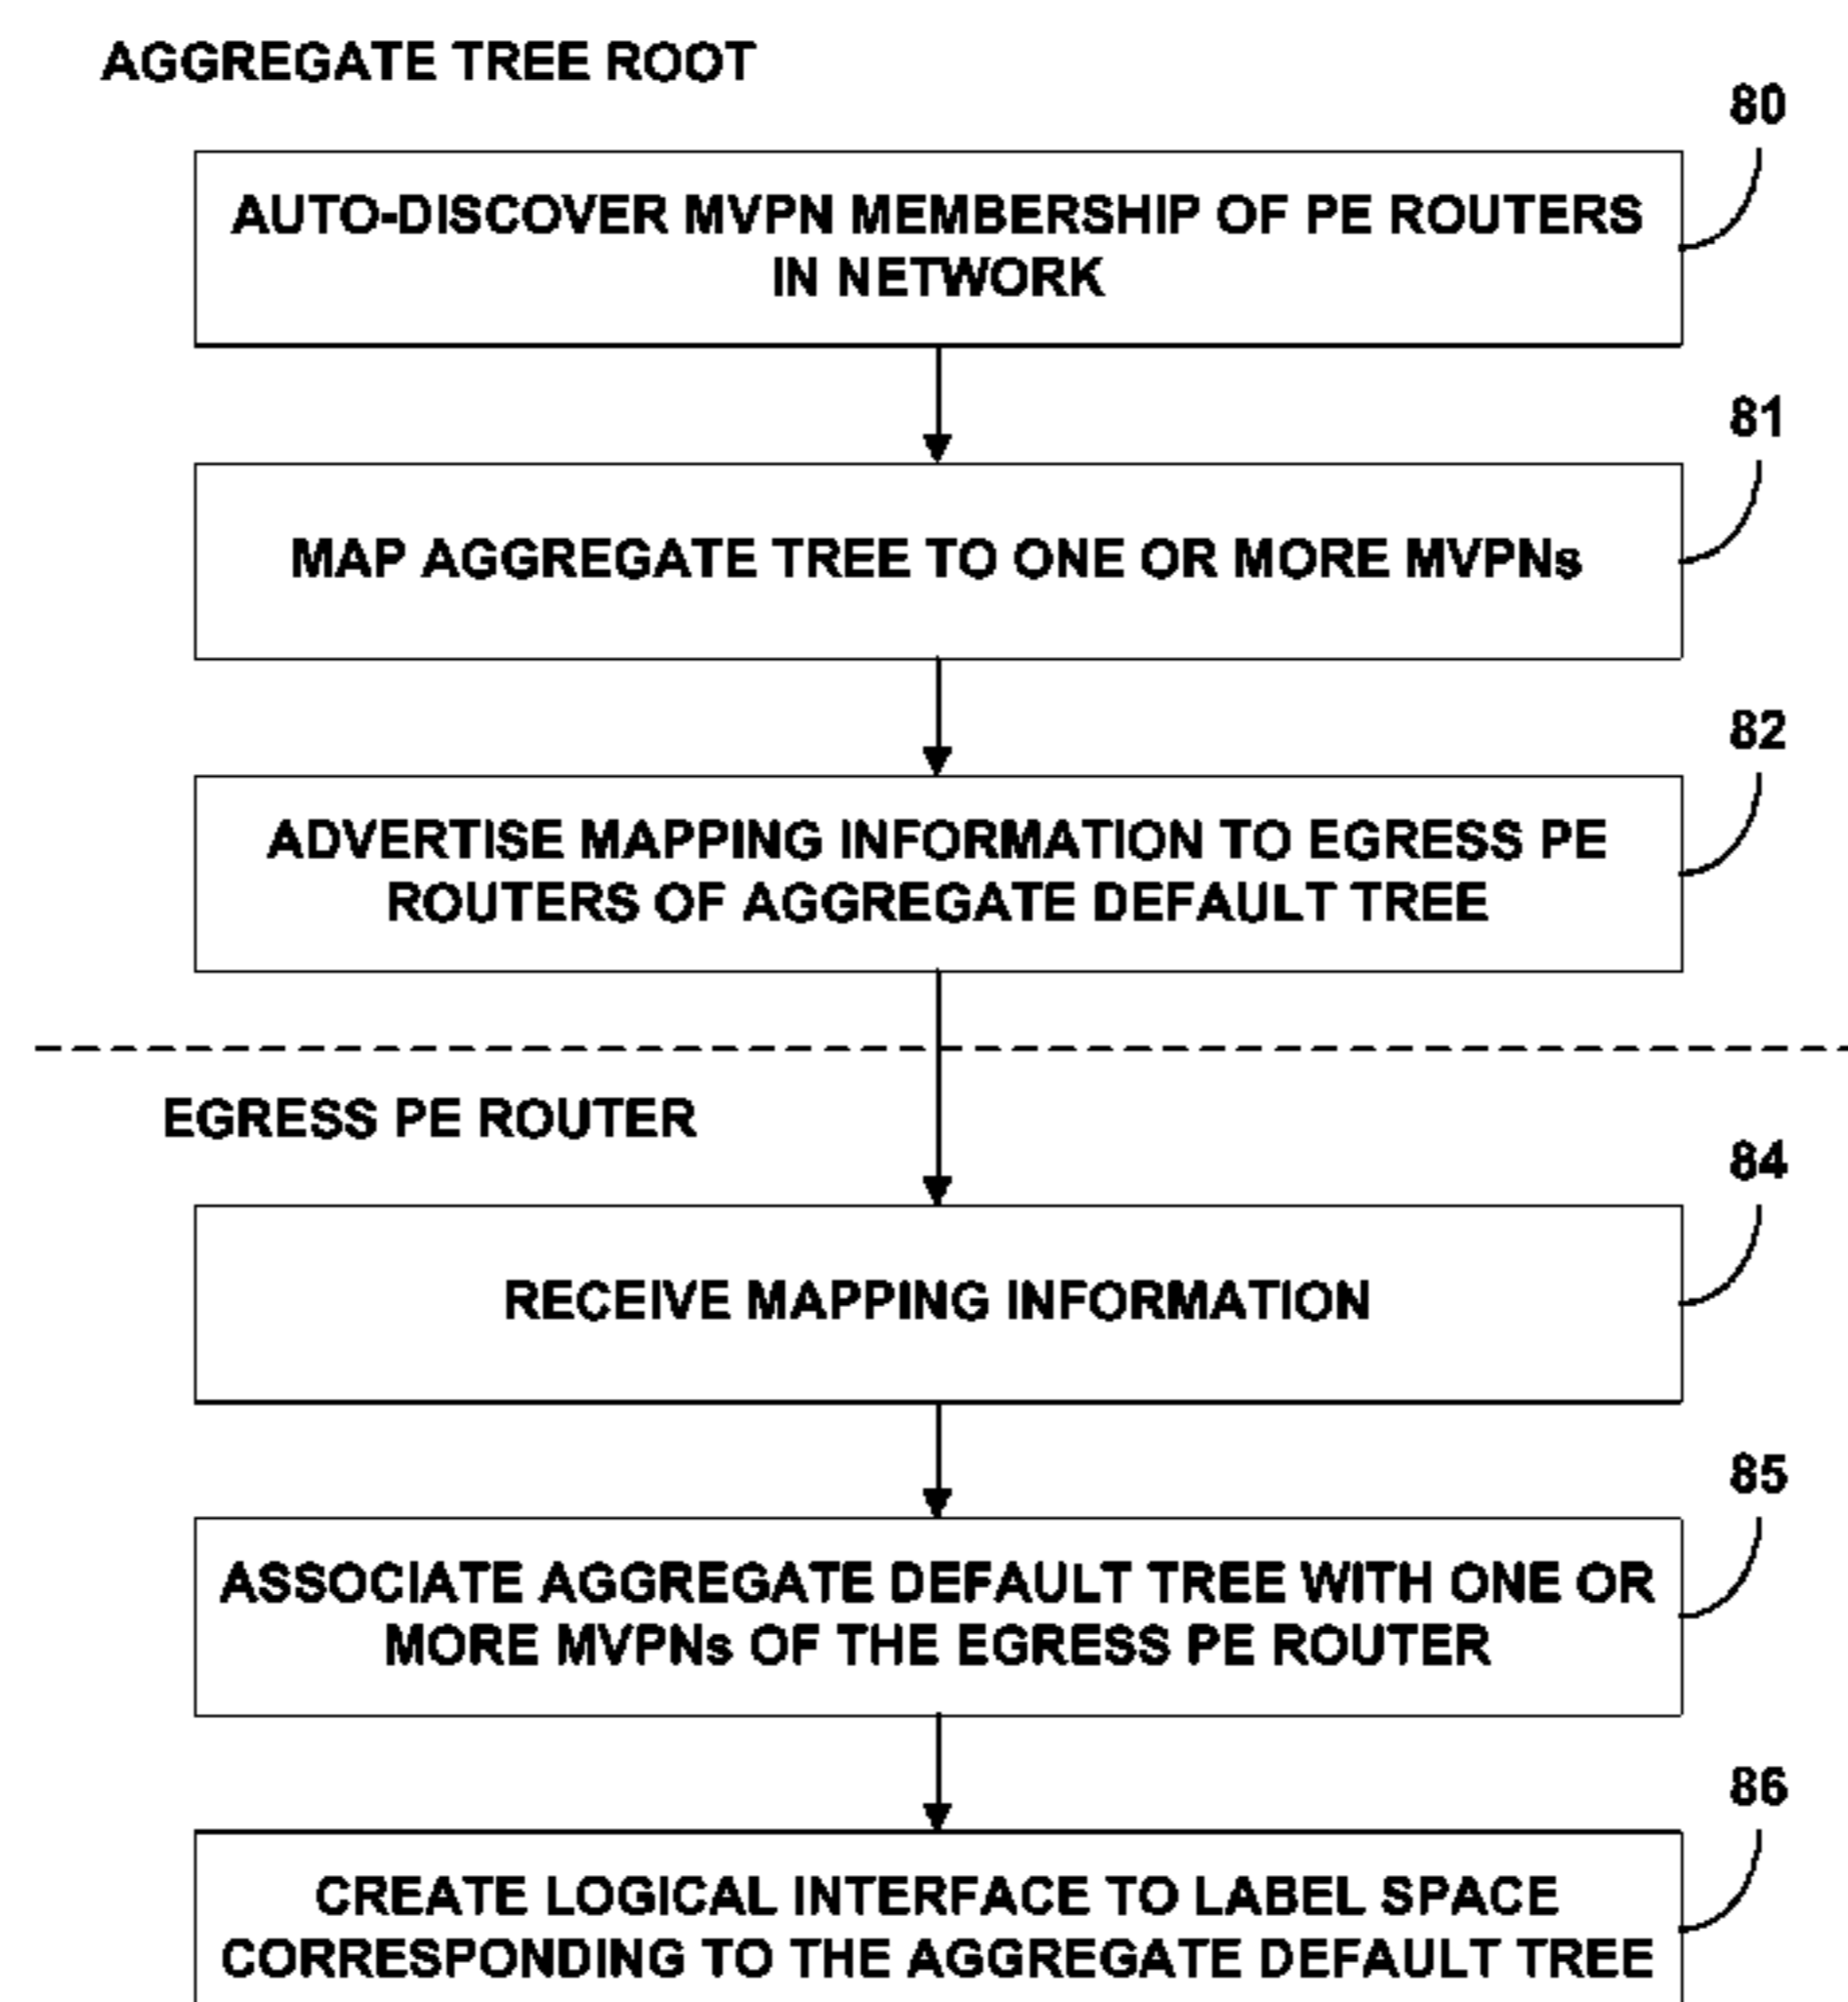 AGGREGATE TREE ROOT
80
AUTO-DISCOVER MVPN MEMBERSHIP OF PE ROUTERS
IN NETWORK
81
MAP AGGREGATE TREE TO ONE OR MORE MVPNs
82
ADVERTISE MAPPING INFORMATION TO EGRESS PE
ROUTERS OF AGGREGATE DEFAULT TREE
EGRESS PE ROUTER
84
RECEIVE MAPPING INFORMATION
85
ASSOCIATE AGGREGATE DEFAULT TREE WITH ONE OR
MORE MVPNs OF THE EGRESS PE ROUTER
86
CREATE LOGICAL INTERFACE TO LABEL SPACE
CORRESPONDING TO THE AGGREGATE DEFAULT TREE